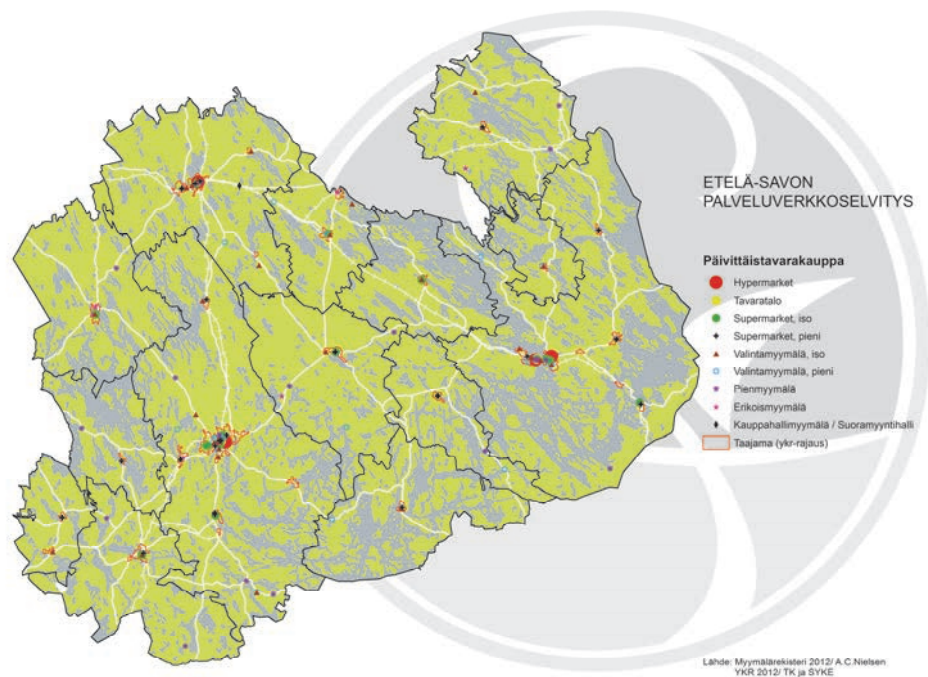 ETELÄ-SAVON
PALVELUVERKKOSELVITYS
Päivittäistavarakauppa
Hypermarket
Tavaratalo
Supermarket, iso
Supermarket, pieni
Valintamyymälä, iso
Valintamyymälä, pieni
Pienmyymälä
Erikoismyymälä
Kauppahallimyymälä / Suoramyyntihalli
Taajama (ykr-rajaus)
Lähde: Myymälärekisteri 2012/ A.C.Nielsen
YKR 2012/ TK ja SYKE